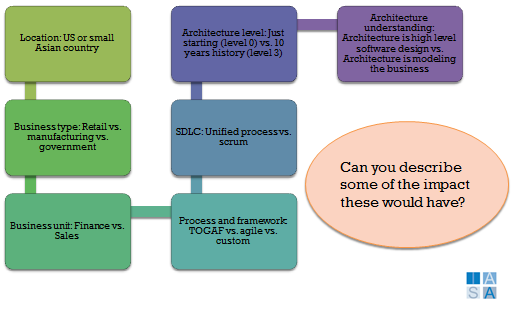 Location: US or small
Asian country
Business type: Retail vs.
manufacturing vs.
government
Business unit: Finance vs.
Sales
Process and framework:
TOGAF vs. agile vs.
custom
SDLC: Unified process vs.
scrum
Architecture level: Just
starting (level 0) vs. 10
years history (level 3)
Architecture
understanding:
Architecture is high level
software design vs.
Architecture is modeling
the business
Can you describe
some of the impact
these would have?
I A
S A